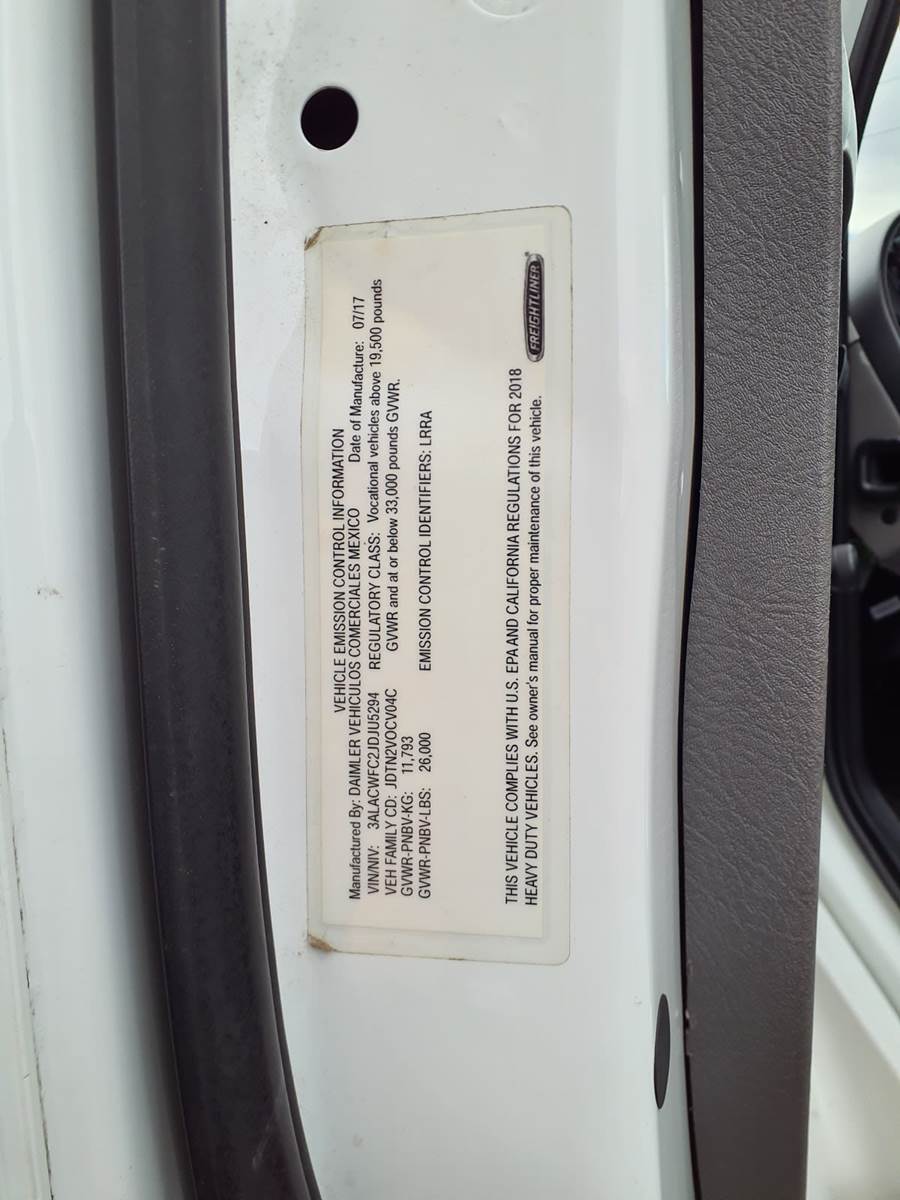 VEHICLE EMISSION CONTROL INFORMATION
Manufactured By: DAIMLER VEHICULOS COMERCIALES MEXICO Date of Manufacture: 07/17
VIN/NIV: 3ALACWFC2JDJU5294 REGULATORY CLASS: Vocational vehicles above 19,500 pounds
VEH FAMILY CD: JDTN2VOCV04C GVWR and at or below 33,000 pounds GVWR.
GVWR-PNBV-KG: 11,793
GVWR-PNBV-LBS: 26,000 EMISSION CONTROL IDENTIFIERS: LRRA
THIS VEHICLE COMPLIES WITH U.S. EPA AND CALIFORNIA REGULATIONS FOR 2018
HEAVY DUTY VEHICLES. See owner's manual for proper maintenance of this vehicle.
FREIGHTLINER